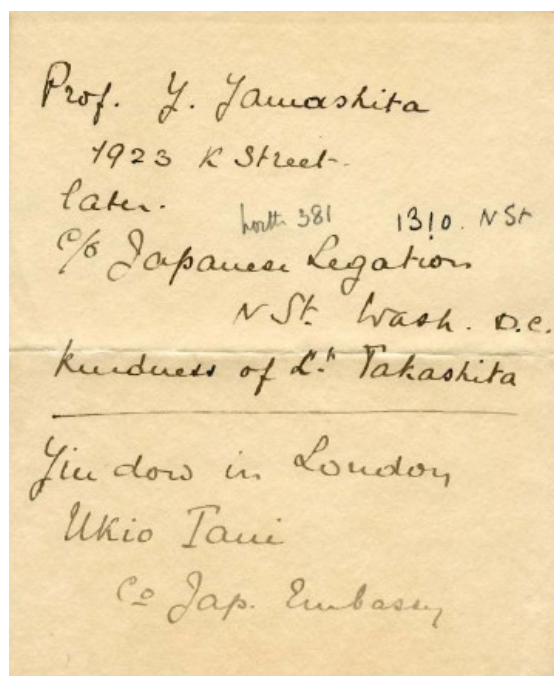 Prof. Y. Yamashita
1923 K Street.
later.
North 381 1310. N St
c/o Japanese Legation
N St. Wash. D.C.
kindness of Lt. Takashita
Jiu dow in London
Ukio Tani
Co Jap. Embassy